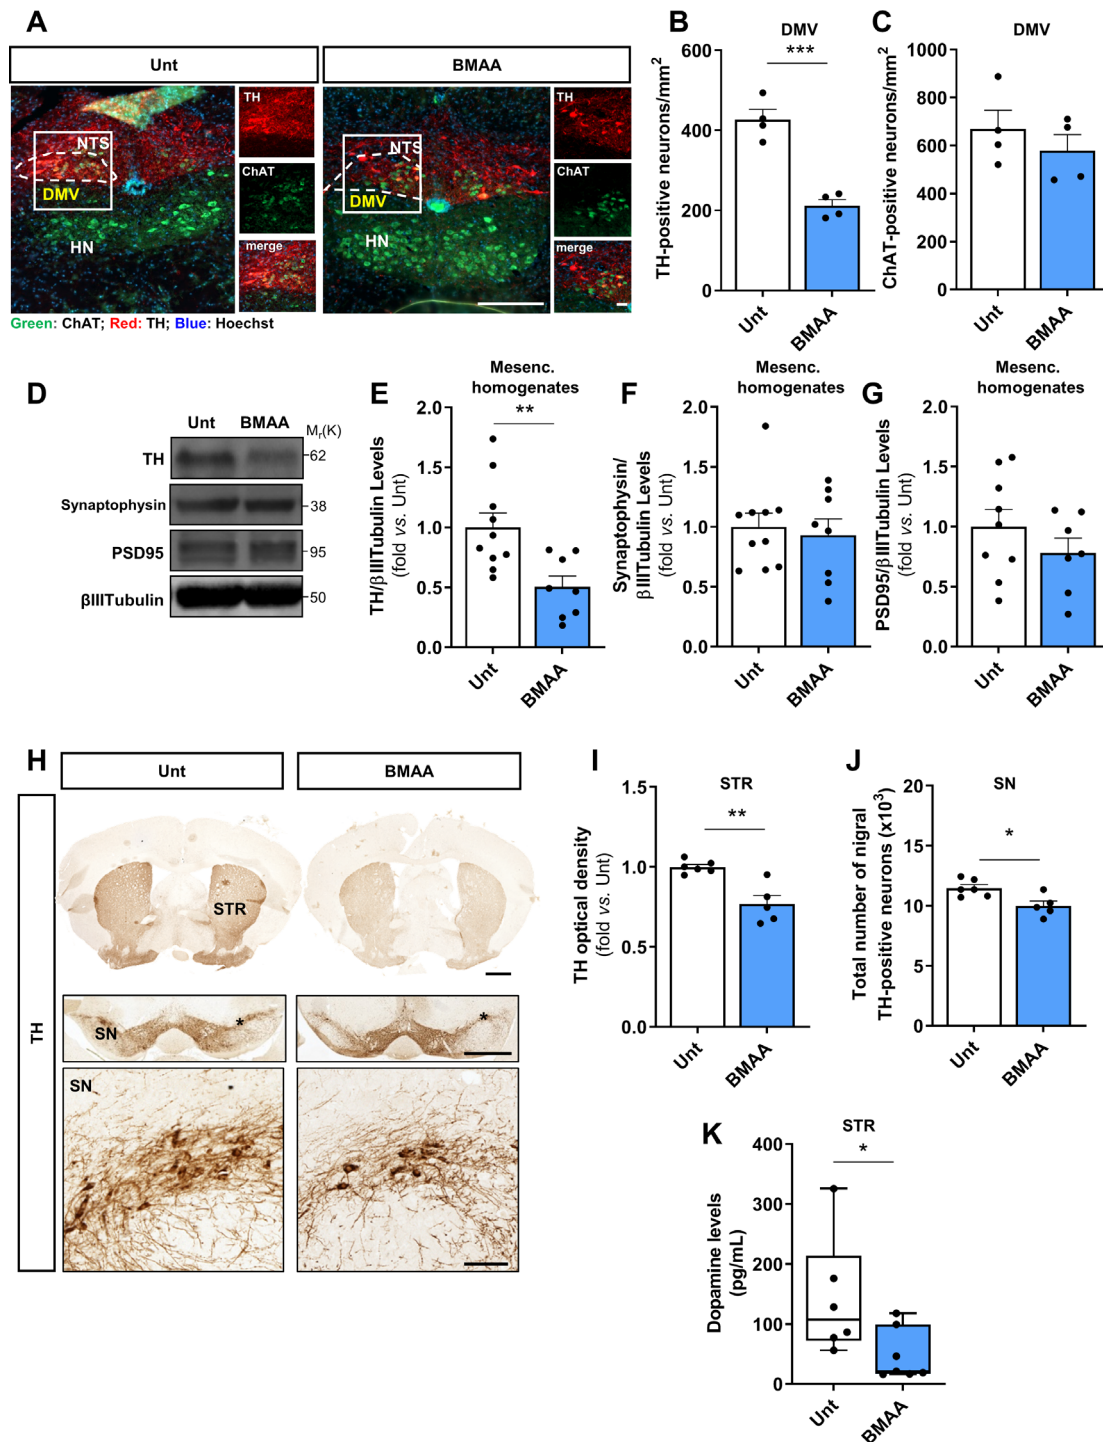 A
Unt
BMAA
TH
NTS
DMV
HN
ChAT
merge
TH
NTS
DMV
HN
ChAT
merge
Green: ChAT; Red: TH; Blue: Hoechst
B
DMV
***
TH-positive neurons/mm²
600
400
200
0
Unt
BMAA
C
DMV
ChAT-positive neurons/mm²
1000
800
600
400
200
0
Unt
BMAA
D
Unt
BMAA
Mr(K)
TH
62
Synaptophysin
38
PSD95
95
βIIITubulin
50
E
Mesenc.
homogenates
**
TH/βIIITubulin Levels
(fold vs. Unt)
2.0
1.5
1.0
0.5
0.0
Unt
BMAA
F
Mesenc.
homogenates
Synaptophysin/
βIIITubulin Levels
(fold vs. Unt)
2.0
1.5
1.0
0.5
0.0
Unt
BMAA
G
Mesenc.
homogenates
PSD95/βIIITubulin Levels
(fold vs. Unt)
2.0
1.5
1.0
0.5
0.0
Unt
BMAA
H
Unt
BMAA
TH
STR
SN
*
*
SN
I
STR
**
TH optical density
(fold vs. Unt)
1.5
1.0
0.5
0.0
Unt
BMAA
J
SN
*
Total number of nigral
TH-positive neurons (x10³)
20
15
10
5
0
Unt
BMAA
K
STR
*
Dopamine levels
(pg/mL)
400
300
200
100
0
Unt
BMAA